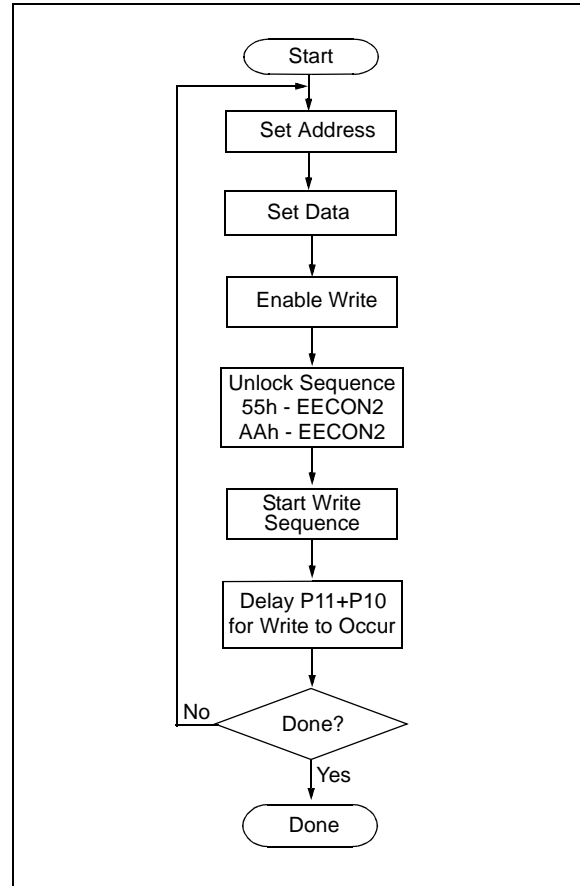 Start
Set Address
Set Data
Enable Write
Unlock Sequence
55h - EECON2
AAh - EECON2
Start Write
Sequence
Delay P11+P10
for Write to Occur
No
Done?
Yes
Done